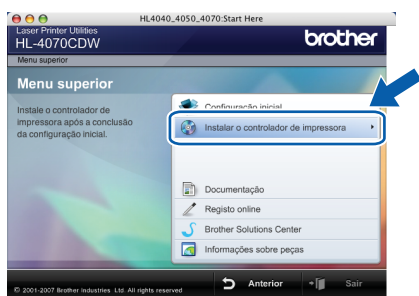 HL4040_4050_4070:Start Here
Laser Printer Utilities
HL-4070CDW
brother
Menu superior
Menu superior
Instale o controlador de
impressora após a conclusão
da configuração inicial.
Configuração inicial
Instalar o controlador de impressora
Documentação
Registo online
Brother Solutions Center
Informações sobre peças
© 2001-2007 Brother Industries Ltd All rights reserved
Anterior
Sair